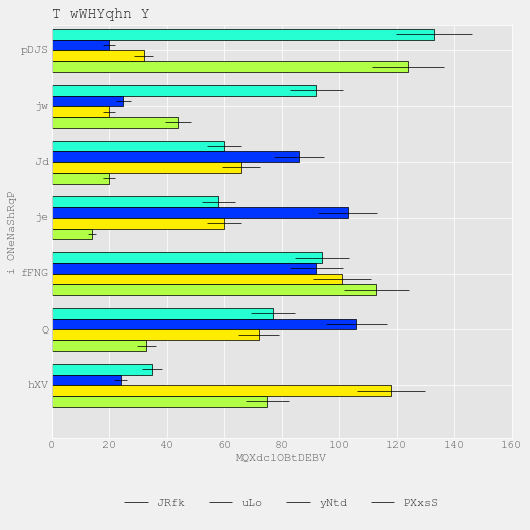 T wWHYqhn Y
pDJS
jw
Jd
je
fFNG
Q
hXV
i ONeNaShRqP
0 20 40 60 80 100 120 140 160
MQXdclOBtDEBV
JRfk uLo yNtd PXxsS